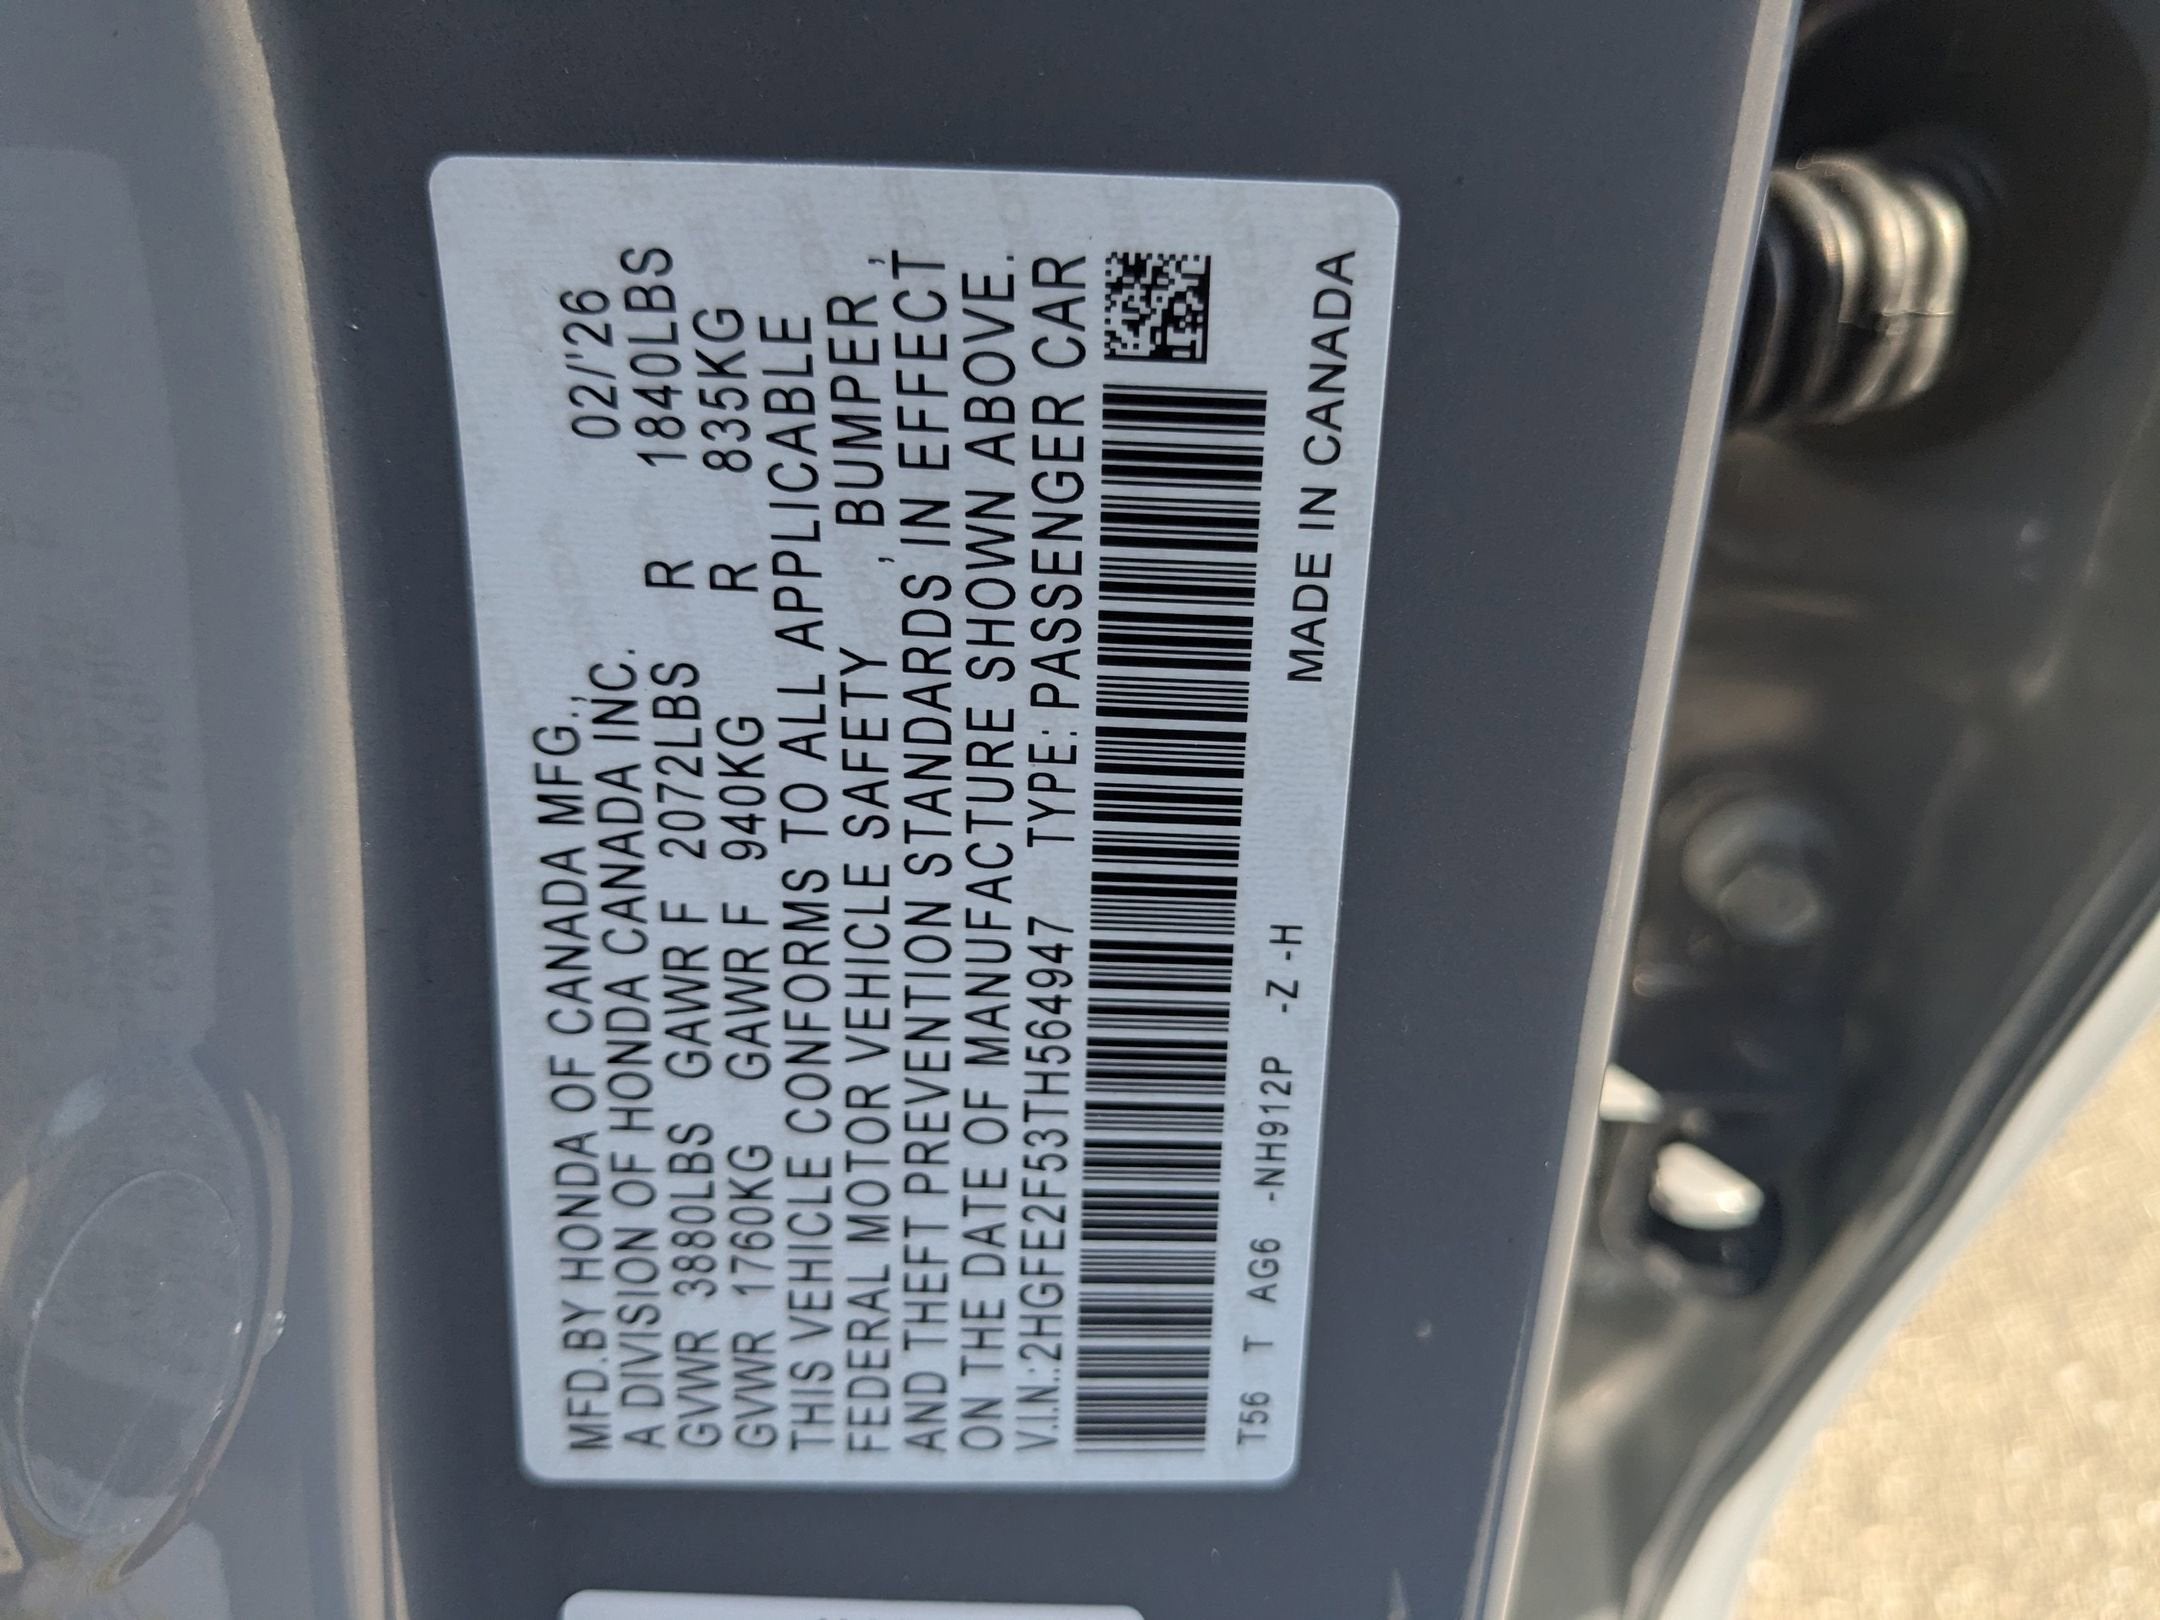 MFD.BY HONDA OF CANADA MFG., 02/'26
A DIVISION OF HONDA CANADA INC.
GVWR 3880LBS GAWR F 2072LBS R 1840LBS
GVWR 1760KG GAWR F 940KG R 835KG
THIS VEHICLE CONFORMS TO ALL APPLICABLE
FEDERAL MOTOR VEHICLE SAFETY , BUMPER ,
AND THEFT PREVENTION STANDARDS IN EFFECT
ON THE DATE OF MANUFACTURE SHOWN ABOVE.
V.I.N.:2HGFE2F53TH564947 TYPE: PASSENGER CAR
T56 T AG6 -NH912P -Z -H MADE IN CANADA